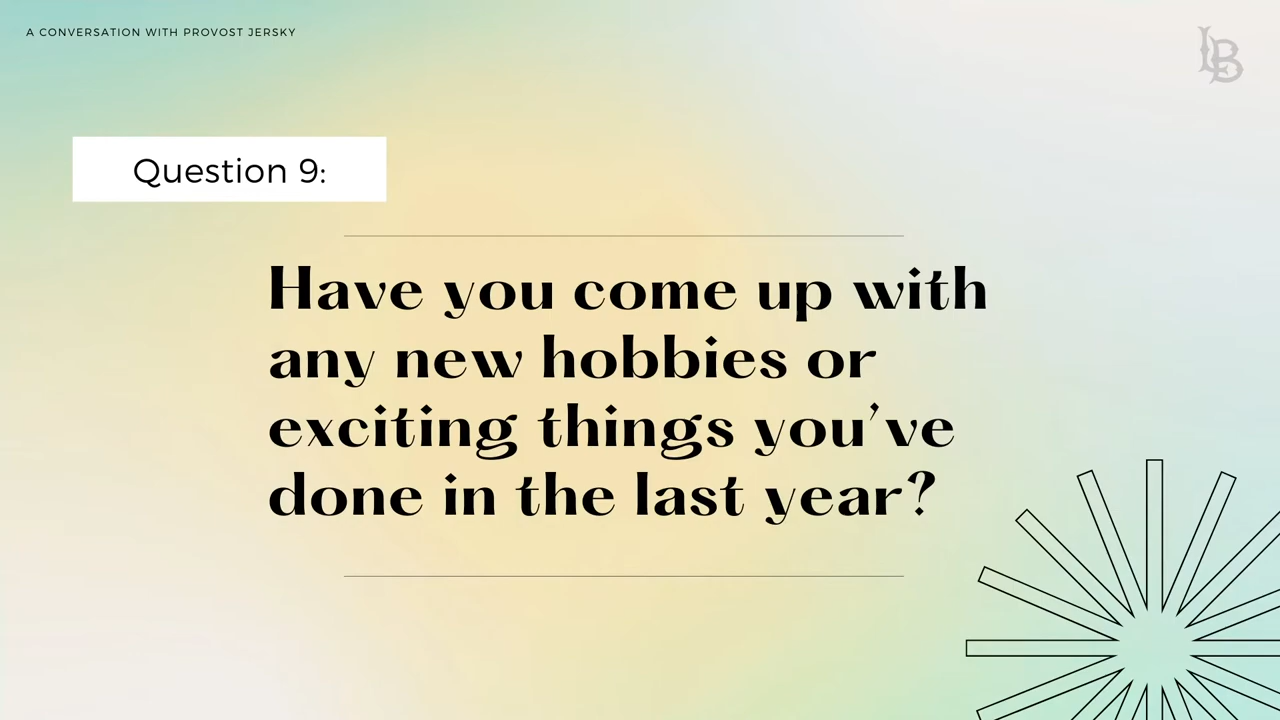 A CONVERSATION WITH PROVOST JERSKY
LB
Question 9:
Have you come up with
any new hobbies or
exciting things you've
done in the last year?